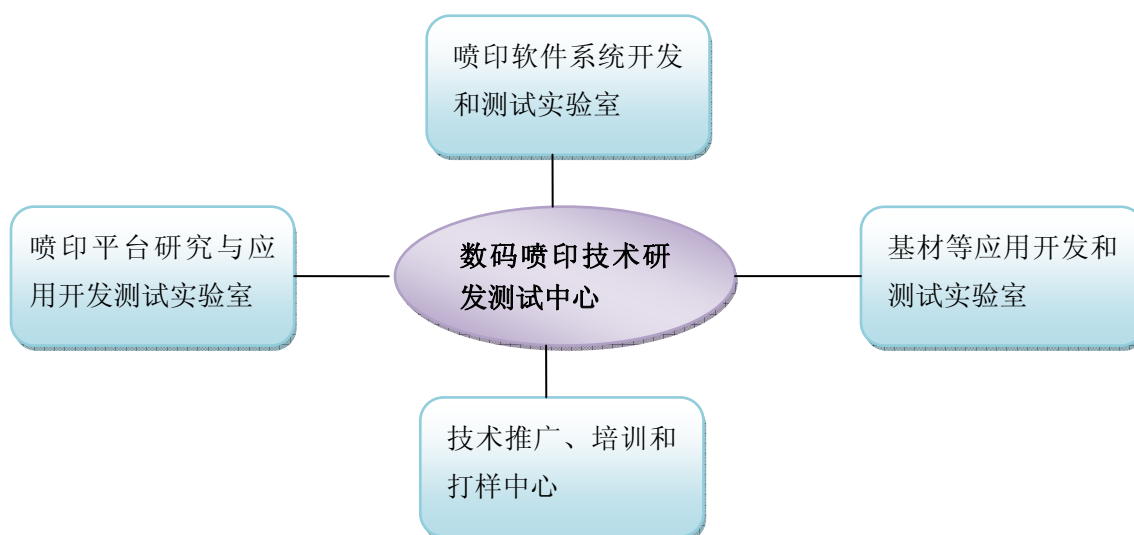 喷印软件系统开发
和测试实验室
喷印平台研究与应
用开发测试实验室
数码喷印技术研
发测试中心
基材等应用开发和
测试实验室
技术推广、培训和
打样中心